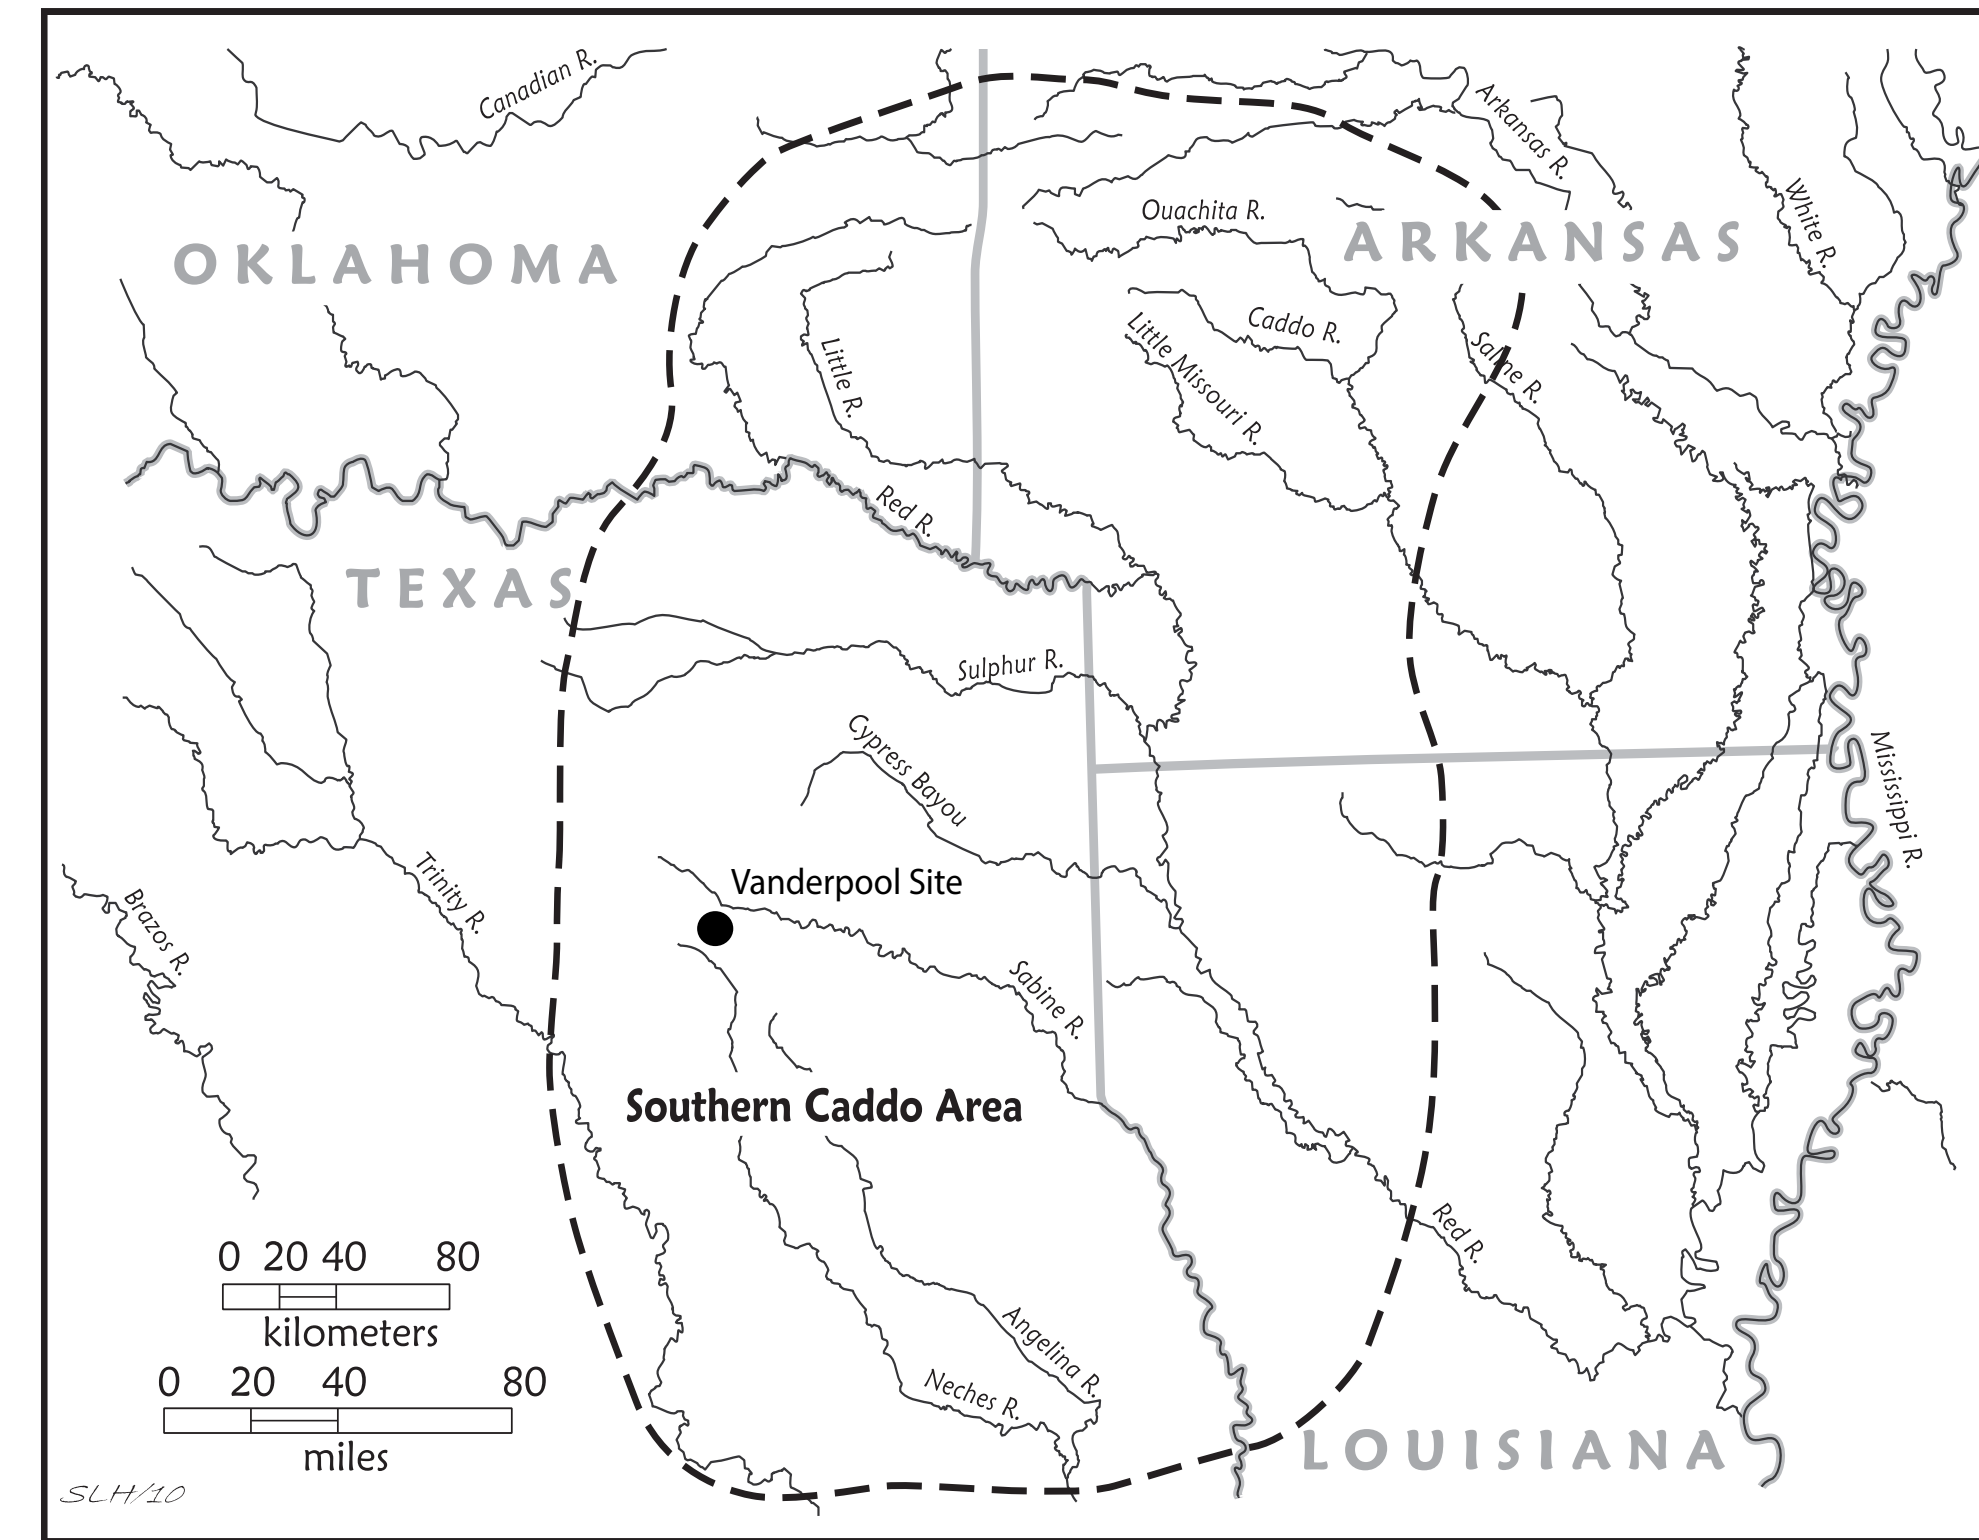 Canadian R.
Arkansas R.
White R.
Ouachita R.
OKLAHOMA
ARKANSAS
Caddo R.
Little Missouri R.
Little R.
Saline R.
Red R.
TEXAS
Sulphur R.
Cypress Bayou
Mississippi R.
Trinity R.
Vanderpool Site
Brazos R.
Sabine R.
Southern Caddo Area
Red R.
0 20 40 80
kilometers
Angelina R.
0 20 40 80
Neches R.
miles
LOUISIANA
SLH/10